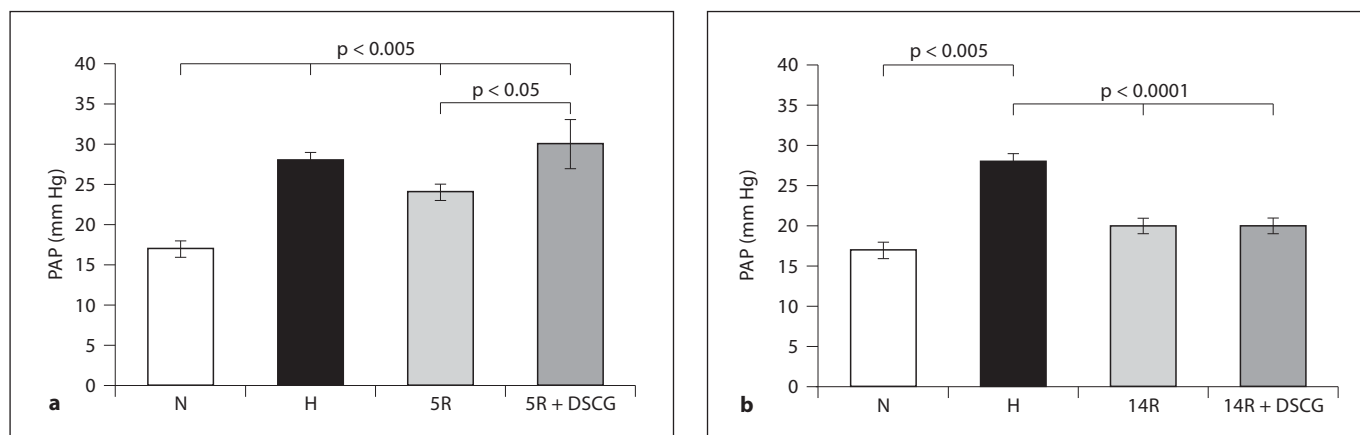 p < 0.005
p < 0.05
PAP (mm Hg)
40
35
30
25
20
15
10
5
0
N H 5R 5R + DSCG
a
p < 0.005
p < 0.0001
PAP (mm Hg)
40
35
30
25
20
15
10
5
0
N H 14R 14R + DSCG
b